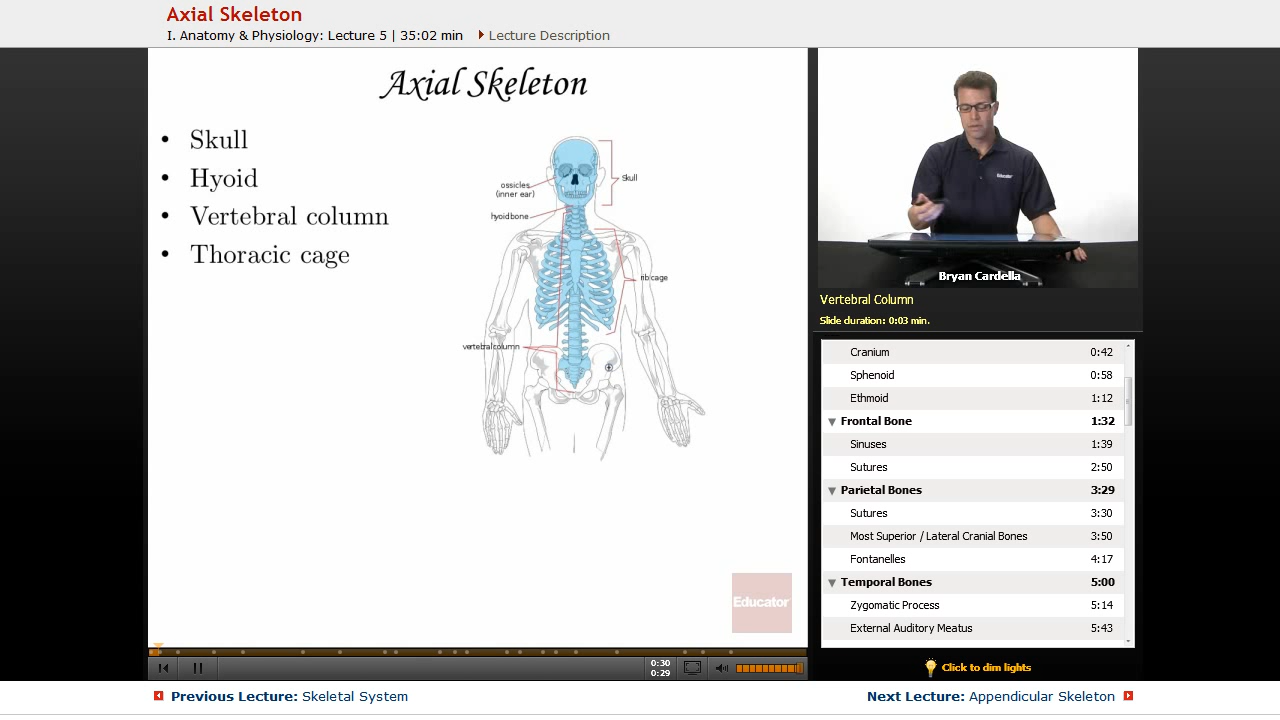 Axial Skeleton
I. Anatomy & Physiology: Lecture 5 | 35:02 min Lecture Description
Axial Skeleton
• Skull
• Hyoid
• Vertebral column
• Thoracic cage
ossicles
(inner ear)
Skull
hyoidbone
rib cage
vertebralcolumn
Educator
0:30
0:29
Educator
Bryan Cardella
Vertebral Column
Slide duration: 0:03 min.
Cranium 0:42
Sphenoid 0:58
Ethmoid 1:12
Frontal Bone 1:32
Sinuses 1:39
Sutures 2:50
Parietal Bones 3:29
Sutures 3:30
Most Superior / Lateral Cranial Bones 3:50
Fontanelles 4:17
Temporal Bones 5:00
Zygomatic Process 5:14
External Auditory Meatus 5:43
Click to dim lights
Previous Lecture: Skeletal System
Next Lecture: Appendicular Skeleton